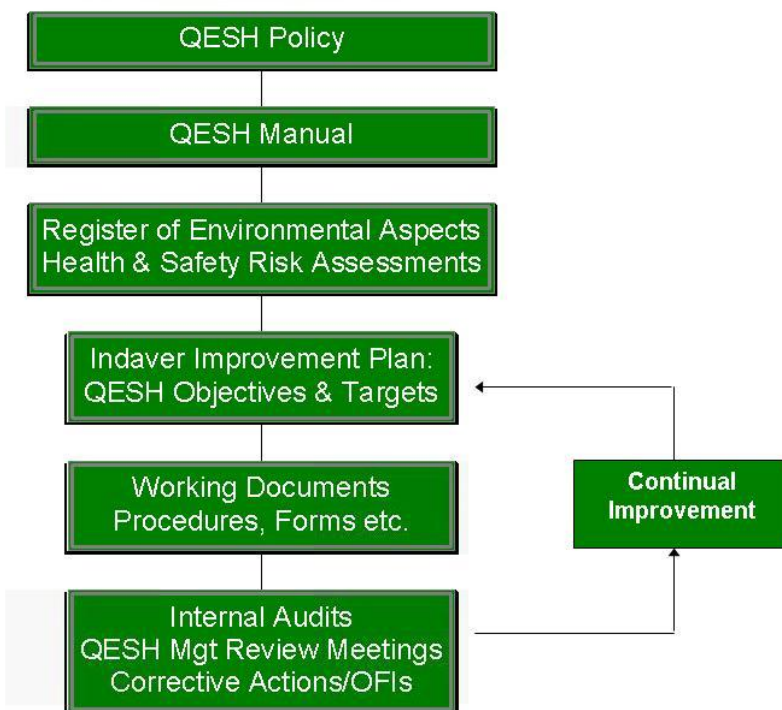 QESH Policy
QESH Manual
Register of Environmental Aspects
Health & Safety Risk Assessments
Indaver Improvement Plan:
QESH Objectives & Targets
Working Documents
Procedures, Forms etc.
Continual
Improvement
Internal Audits
QESH Mgt Review Meetings
Corrective Actions/OFIs